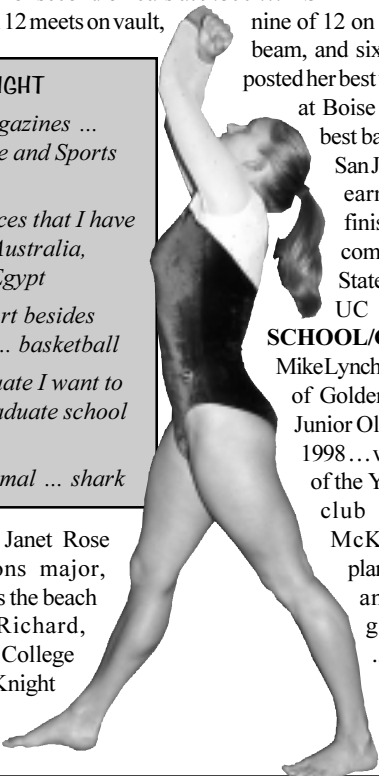 12 meets on vault,
IGHT
gazines ...
e and Sports
ces that I have
Australia,
Egypt
rt besides
... basketball
uate I want to
aduate school
mal ... shark
Janet Rose
ons major,
s the beach
Richard,
College
Knight
nine of 12 on
beam, and six
posted her best
at Boise
best ba
San J
earn
finis
com
State
UC
SCHOOL/
Mike Lynch
of Golden
Junior Ol
1998…w
of the Y
club
McK
plan
an
g
..